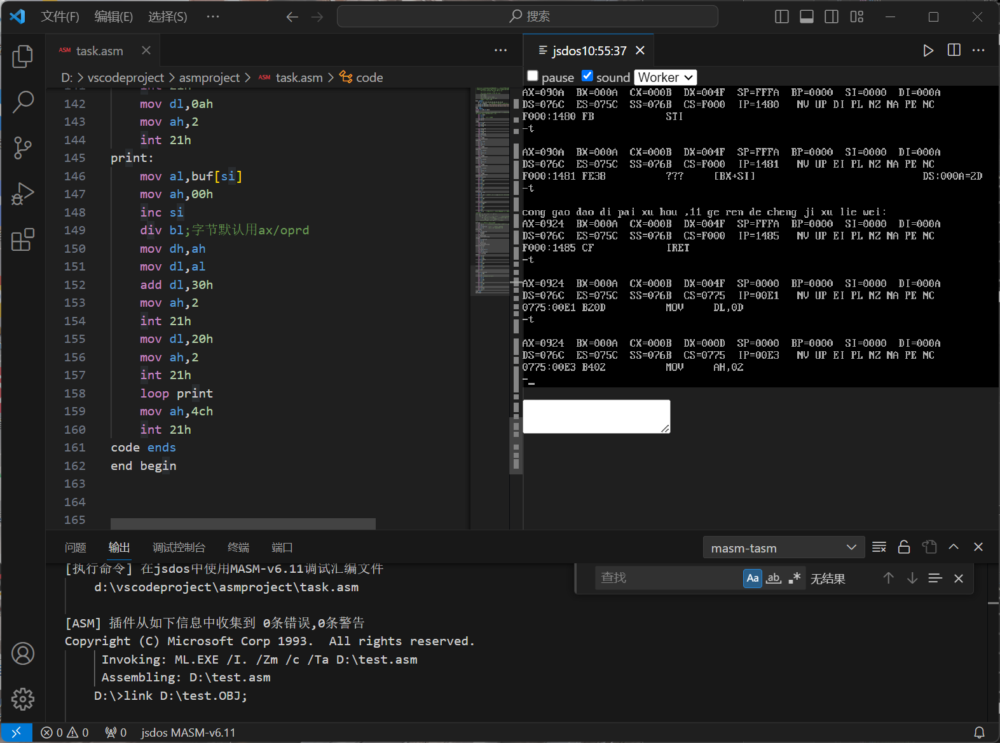 文件(F) 编辑(E) 选择(S) ··· 搜索
ASM task.asm
D: > vscodeproject > asmproject > ASM task.asm > code
142 mov dl,0ah
143 mov ah,2
144 int 21h
145 print:
146 mov al,buf[si]
147 mov ah,00h
148 inc si
149 div bl;字节默认用ax/oprd
150 mov dh,ah
151 mov dl,al
152 add dl,30h
153 mov ah,2
154 int 21h
155 mov dl,20h
156 mov ah,2
157 int 21h
158 loop print
159 mov ah,4ch
160 int 21h
161 code ends
162 end begin
163
164
165
jsdos10:55:37
pause sound Worker
AX=090A BX=000A CX=000B DX=004F SP=FFFA BP=0000 SI=0000 DI=000A
DS=076C ES=075C SS=076B CS=F000 IP=1480 NV UP DI PL NZ NA PE NC
F000:1480 FB STI
-t
AX=090A BX=000A CX=000B DX=004F SP=FFFA BP=0000 SI=0000 DI=000A
DS=076C ES=075C SS=076B CS=F000 IP=1481 NV UP EI PL NZ NA PE NC
F000:1481 FE38 ??? [BX+SI] DS:000A=2D
-t
cong gao dao di pai xu hou ,11 ge ren de cheng ji xu lie wei:
AX=0924 BX=000A CX=000B DX=004F SP=FFFA BP=0000 SI=0000 DI=000A
DS=076C ES=075C SS=076B CS=F000 IP=1485 NV UP EI PL NZ NA PE NC
F000:1485 CF IRET
-t
AX=0924 BX=000A CX=000B DX=004F SP=0000 BP=0000 SI=0000 DI=000A
DS=076C ES=075C SS=076B CS=0775 IP=00E1 NV UP EI PL NZ NA PE NC
0775:00E1 B20D MOV DL,0D
-t
AX=0924 BX=000A CX=000B DX=000D SP=0000 BP=0000 SI=0000 DI=000A
DS=076C ES=075C SS=076B CS=0775 IP=00E3 NV UP EI PL NZ NA PE NC
0775:00E3 B402 MOV AH,02
-_
问题 输出 调试控制台 终端 端口 masm-tasm
查找 Aa ab .* 无结果
[执行命令] 在jsdos中使用MASM-v6.11调试汇编文件
d:\vscodeproject\asmproject\task.asm
[ASM] 插件从如下信息中收集到 0条错误,0条警告
Copyright (C) Microsoft Corp 1993. All rights reserved.
Invoking: ML.EXE /I. /Zm /c /Ta D:\test.asm
Assembling: D:\test.asm
D:\>link D:\test.OBJ;
0 0 0 jsdos MASM-v6.11